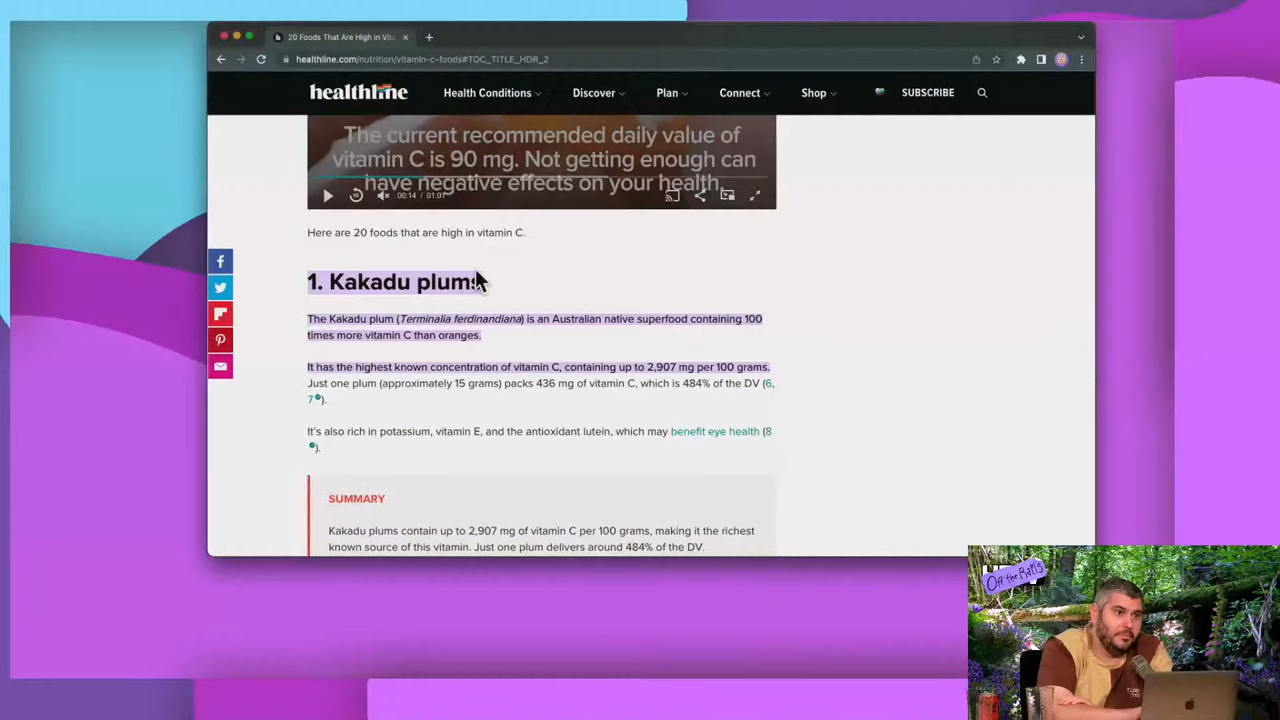 20 Foods That Are High in Vita
healthline.com/nutrition/vitamin-c-foods#TOC_TITLE_HDR_2
healthline
Health Conditions
Discover
Plan
Connect
Shop
SUBSCRIBE
The current recommended daily value of
vitamin C is 90 mg. Not getting enough can
have negative effects on your health.
00:14 / 01:01
Here are 20 foods that are high in vitamin C.
1. Kakadu plums
The Kakadu plum (Terminalia ferdinandiana) is an Australian native superfood containing 100
times more vitamin C than oranges.
It has the highest known concentration of vitamin C, containing up to 2,907 mg per 100 grams.
Just one plum (approximately 15 grams) packs 436 mg of vitamin C, which is 484% of the DV (6,
7).
It's also rich in potassium, vitamin E, and the antioxidant lutein, which may benefit eye health (8
).
SUMMARY
Kakadu plums contain up to 2,907 mg of vitamin C per 100 grams, making it the richest
known source of this vitamin. Just one plum delivers around 484% of the DV.
Off the Rails